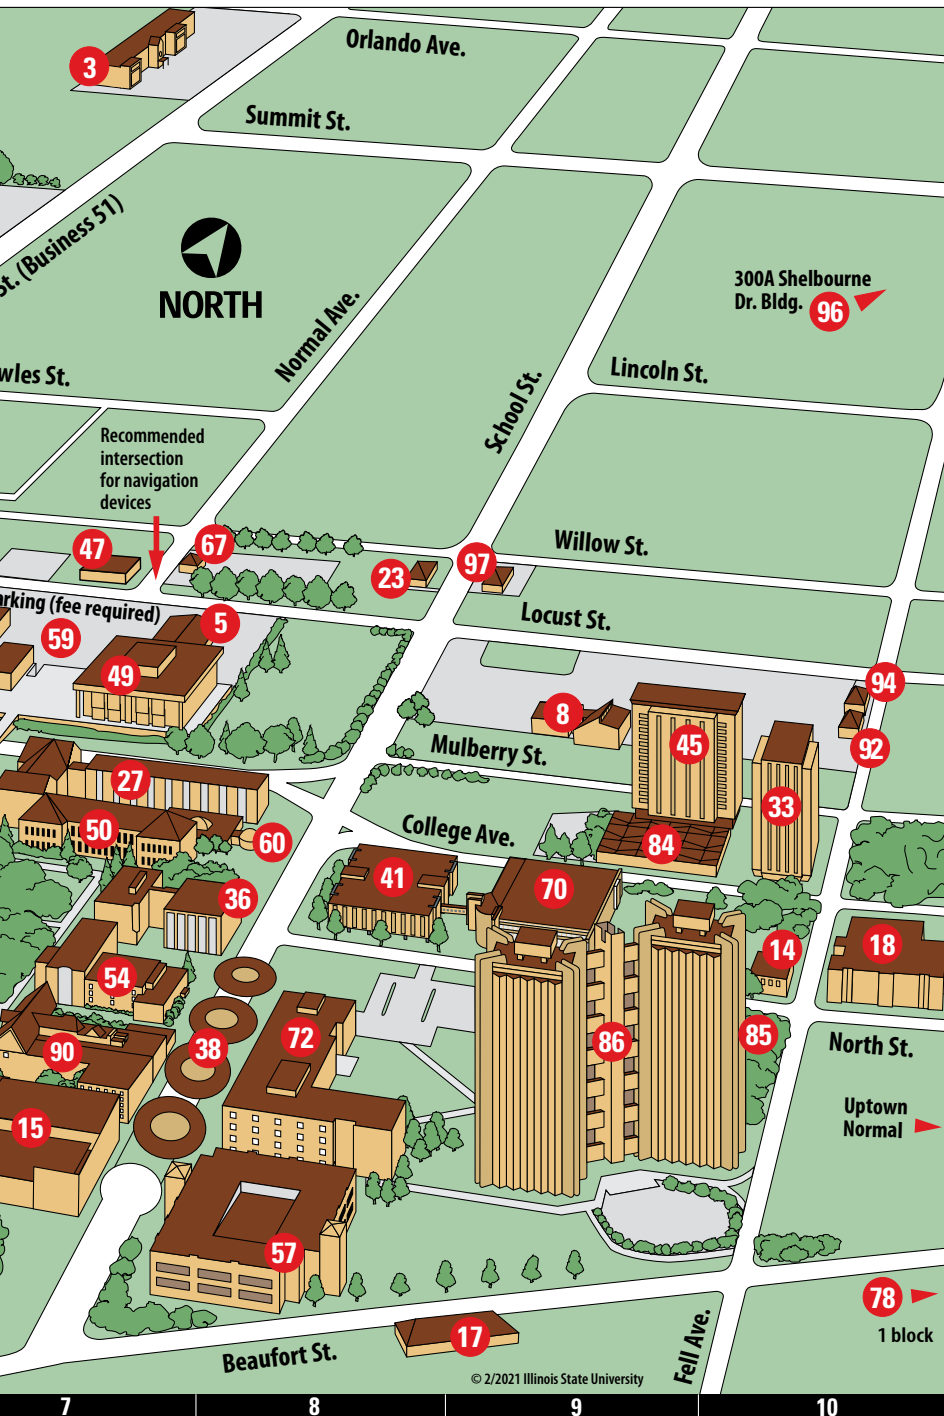 Orlando Ave.
3
Summit St.
St. (Business 51)
NORTH
Normal Ave.
300A Shelbourne
Dr. Bldg.
96
wles St.
Lincoln St.
School St.
Recommended
intersection
for navigation
devices
47
67
23
97
Willow St.
arking (fee required)
59
5
Locust St.
49
94
8
45
92
Mulberry St.
27
33
50
60
College Ave.
84
41
70
36
14
18
54
72
38
86
85
90
North St.
15
Uptown
Normal
57
78
1 block
17
Beaufort St.
Fell Ave.
© 2/2021 Illinois State University
7
8
9
10